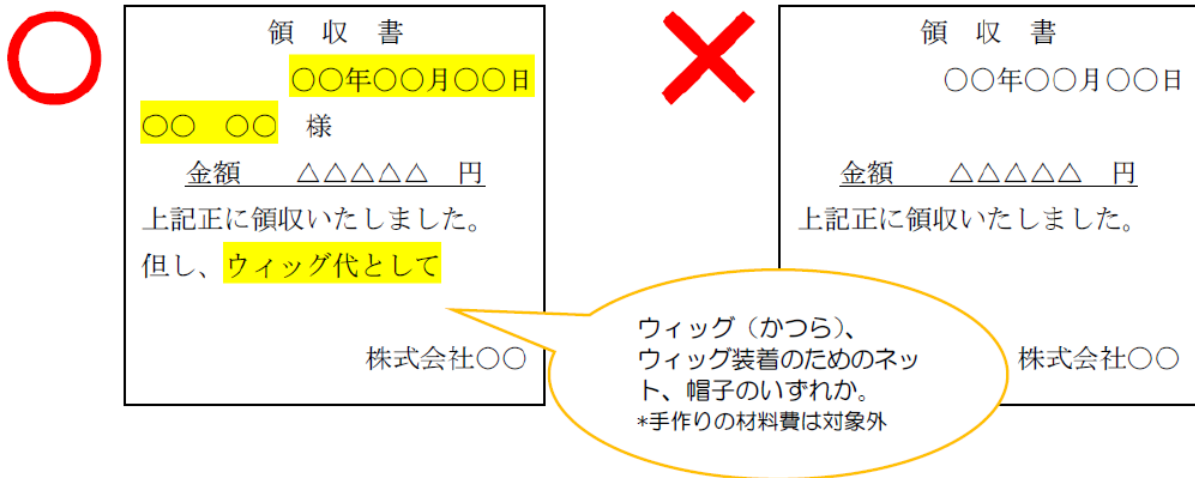 領　収　書
〇〇年〇〇月〇〇日
〇〇　〇〇　様
金額　　△△△△△　円
上記正に領収いたしました。
但し、ウィッグ代として
株式会社〇〇
領　収　書
〇〇年〇〇月〇〇日
金額　　△△△△△　円
上記正に領収いたしました。
株式会社〇〇
ウィッグ（かつら）、
ウィッグ装着のためのネッ
ト、帽子のいずれか。
*手作りの材料費は対象外